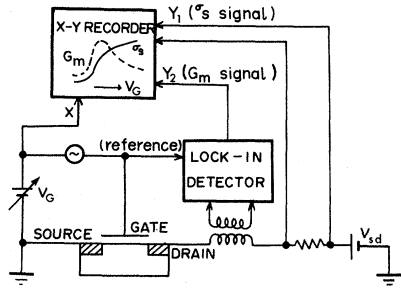 Y₁ (σs signal)
X-Y RECORDER
σs
Gm
→ VG
Y₂ (Gm signal)
X
(reference)
LOCK-IN
DETECTOR
VG
SOURCE
GATE
DRAIN
Vsd